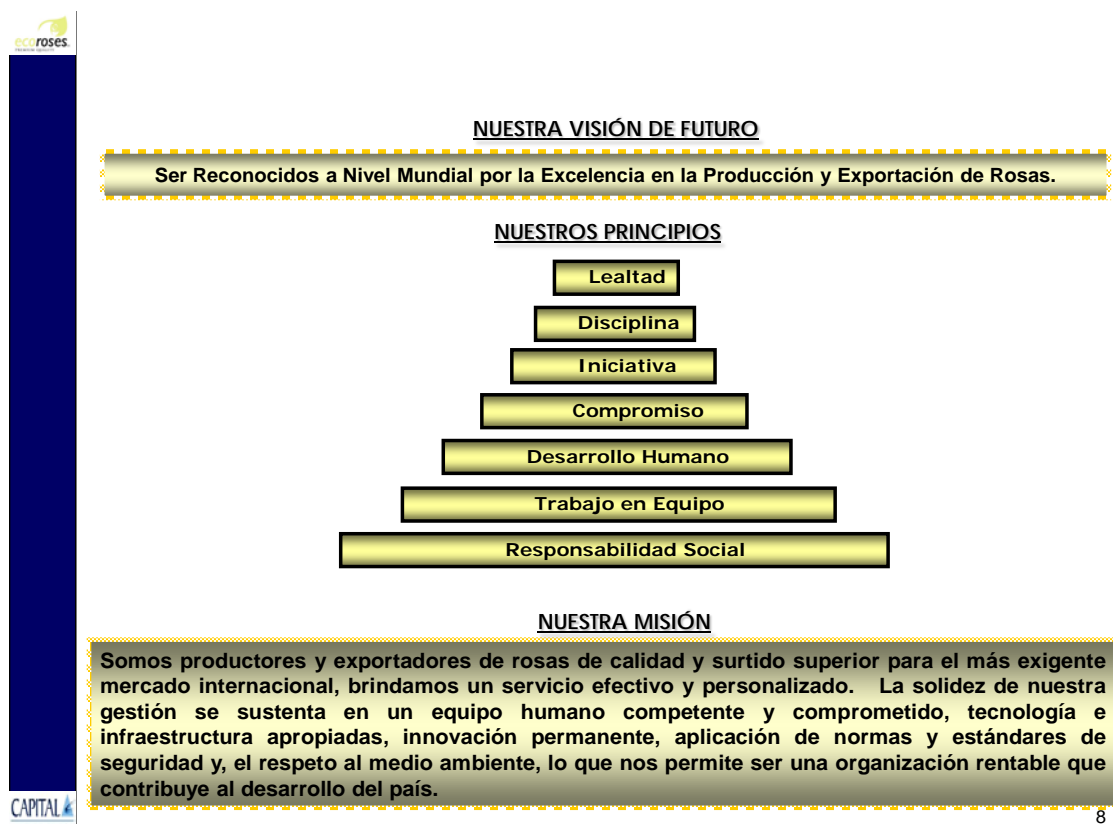 ecoroses.
NUESTRA VISIÓN DE FUTURO
Ser Reconocidos a Nivel Mundial por la Excelencia en la Producción y Exportación de Rosas.
NUESTROS PRINCIPIOS
Lealtad
Disciplina
Iniciativa
Compromiso
Desarrollo Humano
Trabajo en Equipo
Responsabilidad Social
NUESTRA MISIÓN
Somos productores y exportadores de rosas de calidad y surtido superior para el más exigente
mercado internacional, brindamos un servicio efectivo y personalizado. La solidez de nuestra
gestión se sustenta en un equipo humano competente y comprometido, tecnología e
infraestructura apropiadas, innovación permanente, aplicación de normas y estándares de
seguridad y, el respeto al medio ambiente, lo que nos permite ser una organización rentable que
contribuye al desarrollo del país.
CAPITAL
8